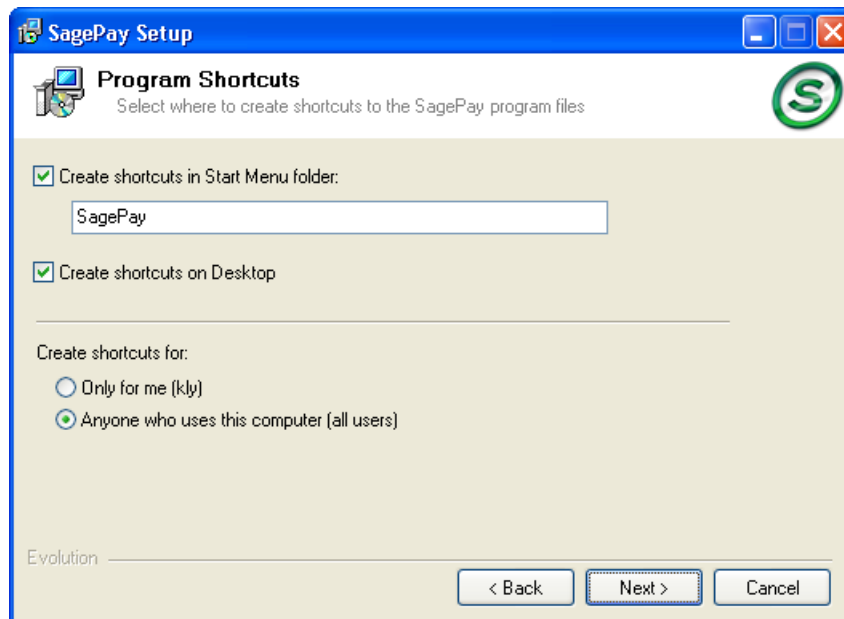 SagePay Setup
Program Shortcuts
Select where to create shortcuts to the SagePay program files
S
Create shortcuts in Start Menu folder:
SagePay
Create shortcuts on Desktop
Create shortcuts for:
Only for me (kly)
Anyone who uses this computer (all users)
Evolution
< Back Next > Cancel